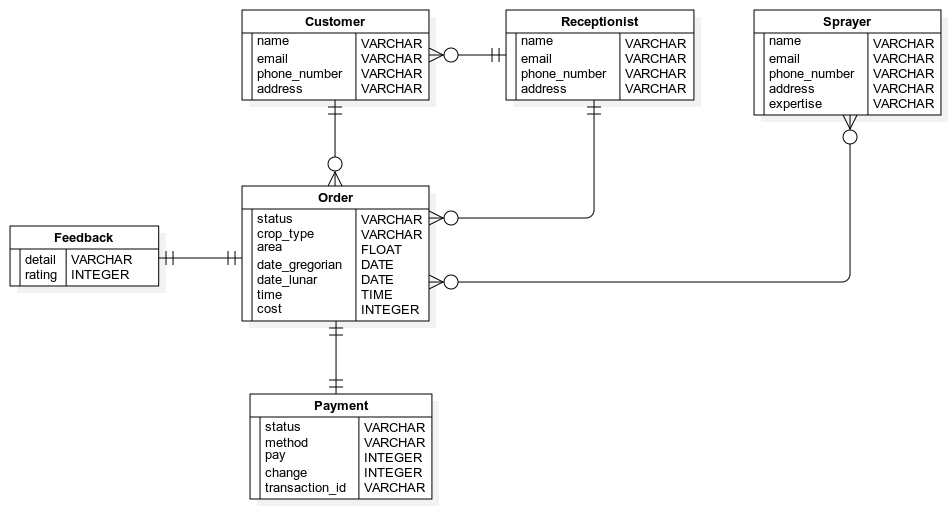 Customer
name VARCHAR
email VARCHAR
phone_number VARCHAR
address VARCHAR
Receptionist
name VARCHAR
email VARCHAR
phone_number VARCHAR
address VARCHAR
Sprayer
name VARCHAR
email VARCHAR
phone_number VARCHAR
address VARCHAR
expertise VARCHAR
Feedback
detail VARCHAR
rating INTEGER
Order
status VARCHAR
crop_type VARCHAR
area FLOAT
date_gregorian DATE
date_lunar DATE
time TIME
cost INTEGER
Payment
status VARCHAR
method VARCHAR
pay INTEGER
change INTEGER
transaction_id VARCHAR